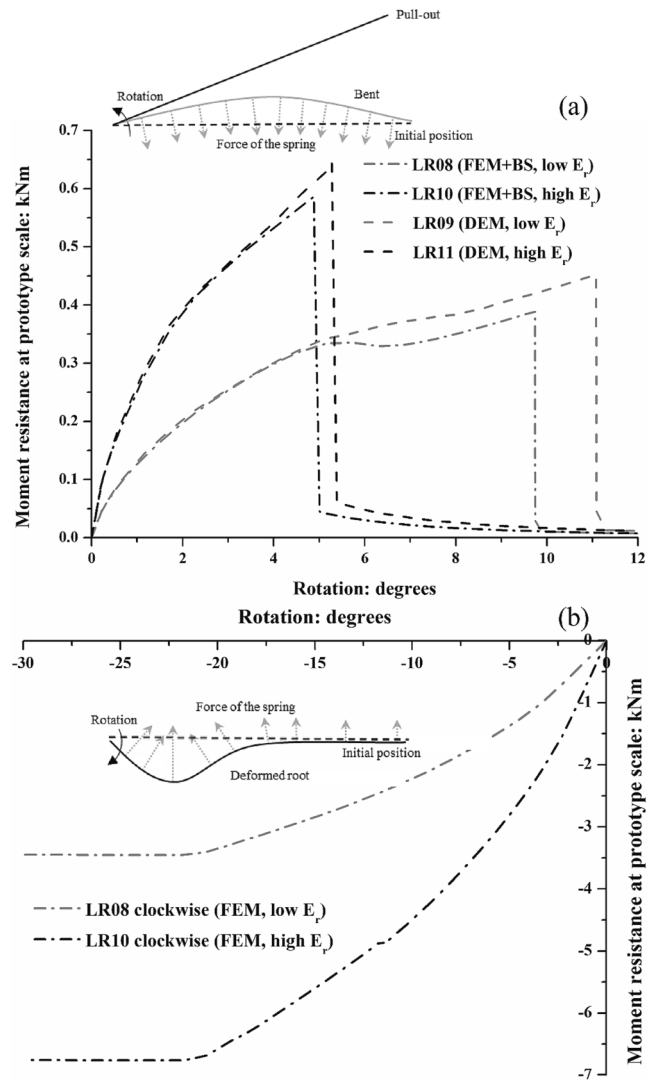 Pull-out
Rotation
Bent
(a)
Force of the spring
Initial position
0.7
0.6
0.5
0.4
0.3
0.2
0.1
0.0
Moment resistance at prototype scale: kNm
LR08 (FEM+BS, low Er)
LR10 (FEM+BS, high Er)
LR09 (DEM, low Er)
LR11 (DEM, high Er)
0 2 4 6 8 10 12
Rotation: degrees
Rotation: degrees
(b)
-30 -25 -20 -15 -10 -5 0
0
-1
-2
-3
-4
-5
-6
-7
Moment resistance at prototype scale: kNm
Force of the spring
Rotation
Initial position
Deformed root
LR08 clockwise (FEM, low Er)
LR10 clockwise (FEM, high Er)